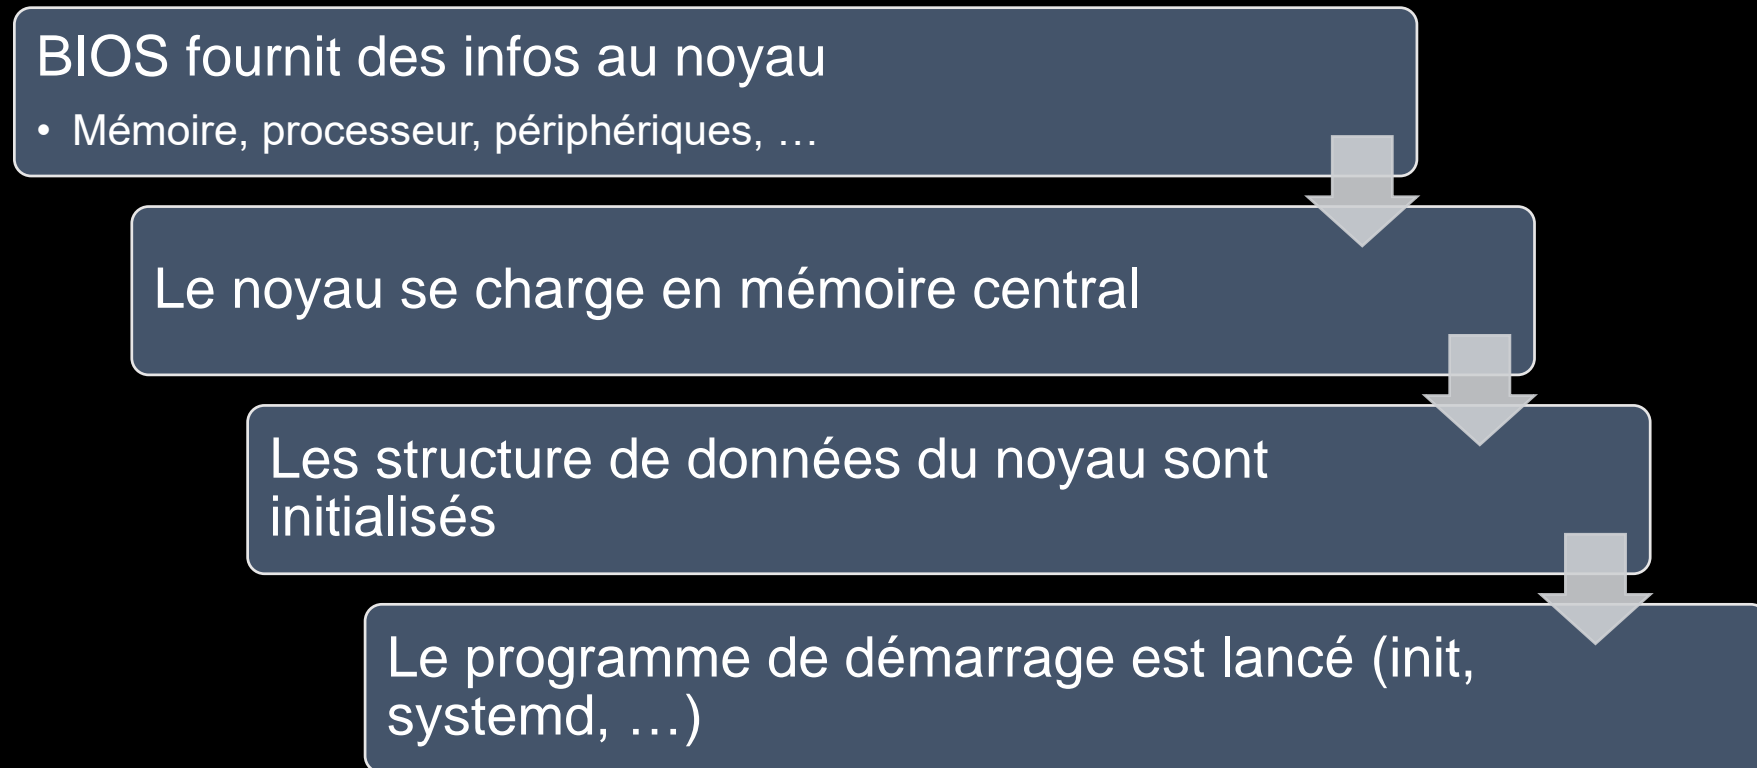 BIOS fournit des infos au noyau
• Mémoire, processeur, périphériques, …
Le noyau se charge en mémoire central
Les structure de données du noyau sont
initialisés
Le programme de démarrage est lancé (init,
systemd, …)